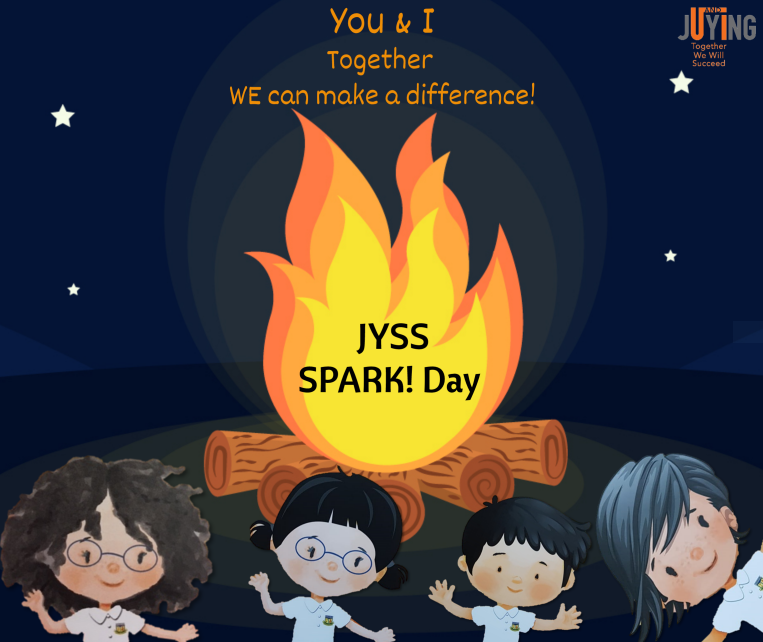 You & I
Together
WE can make a difference!
AND
JUYING
Together
We Will
Succeed
JYSS
SPARK! Day